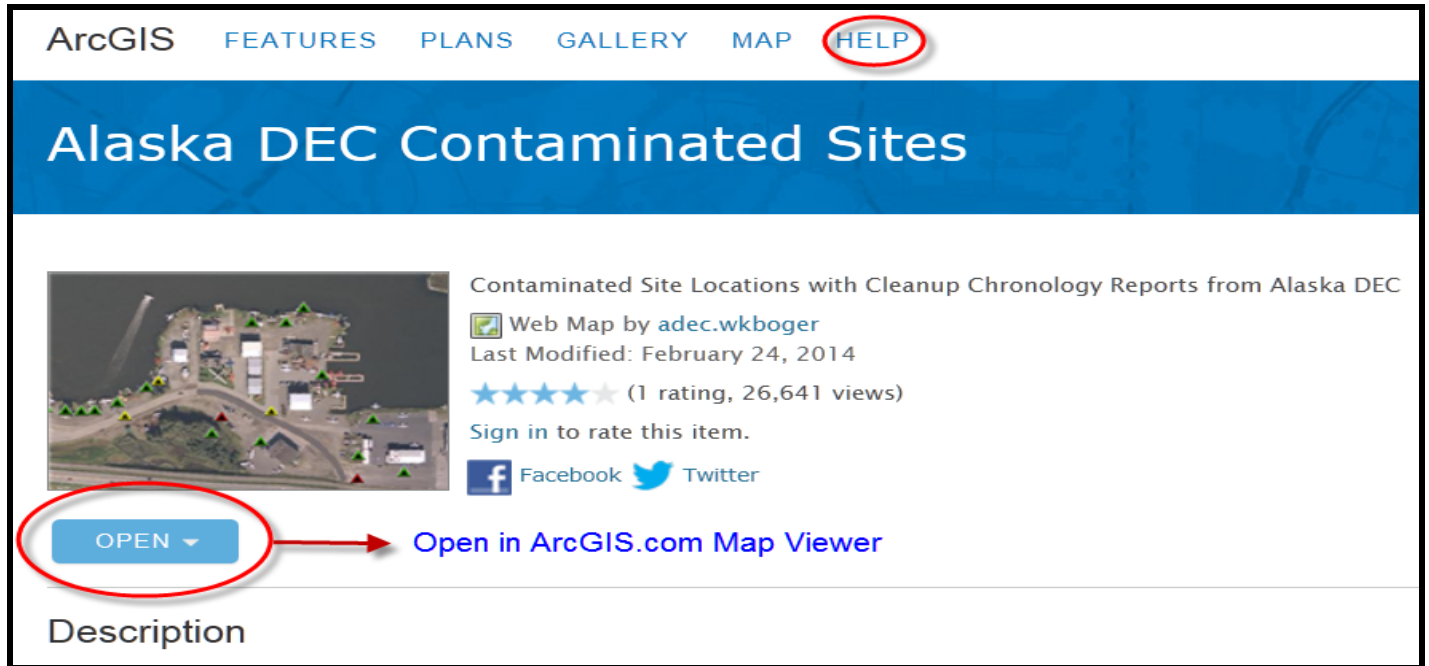 ArcGIS FEATURES PLANS GALLERY MAP HELP
Alaska DEC Contaminated Sites
Contaminated Site Locations with Cleanup Chronology Reports from Alaska DEC
Web Map by adec.wkboger
Last Modified: February 24, 2014
(1 rating, 26,641 views)
Sign in to rate this item.
Facebook Twitter
OPEN Open in ArcGIS.com Map Viewer
Description